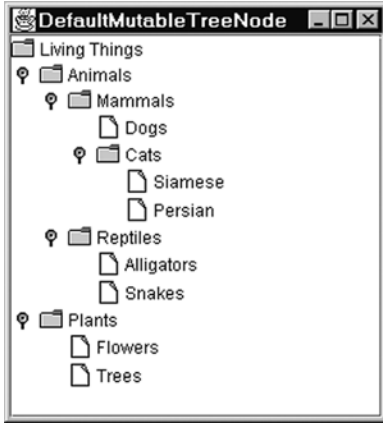 DefaultMutableTreeNode
Living Things
Animals
Mammals
Dogs
Cats
Siamese
Persian
Reptiles
Alligators
Snakes
Plants
Flowers
Trees